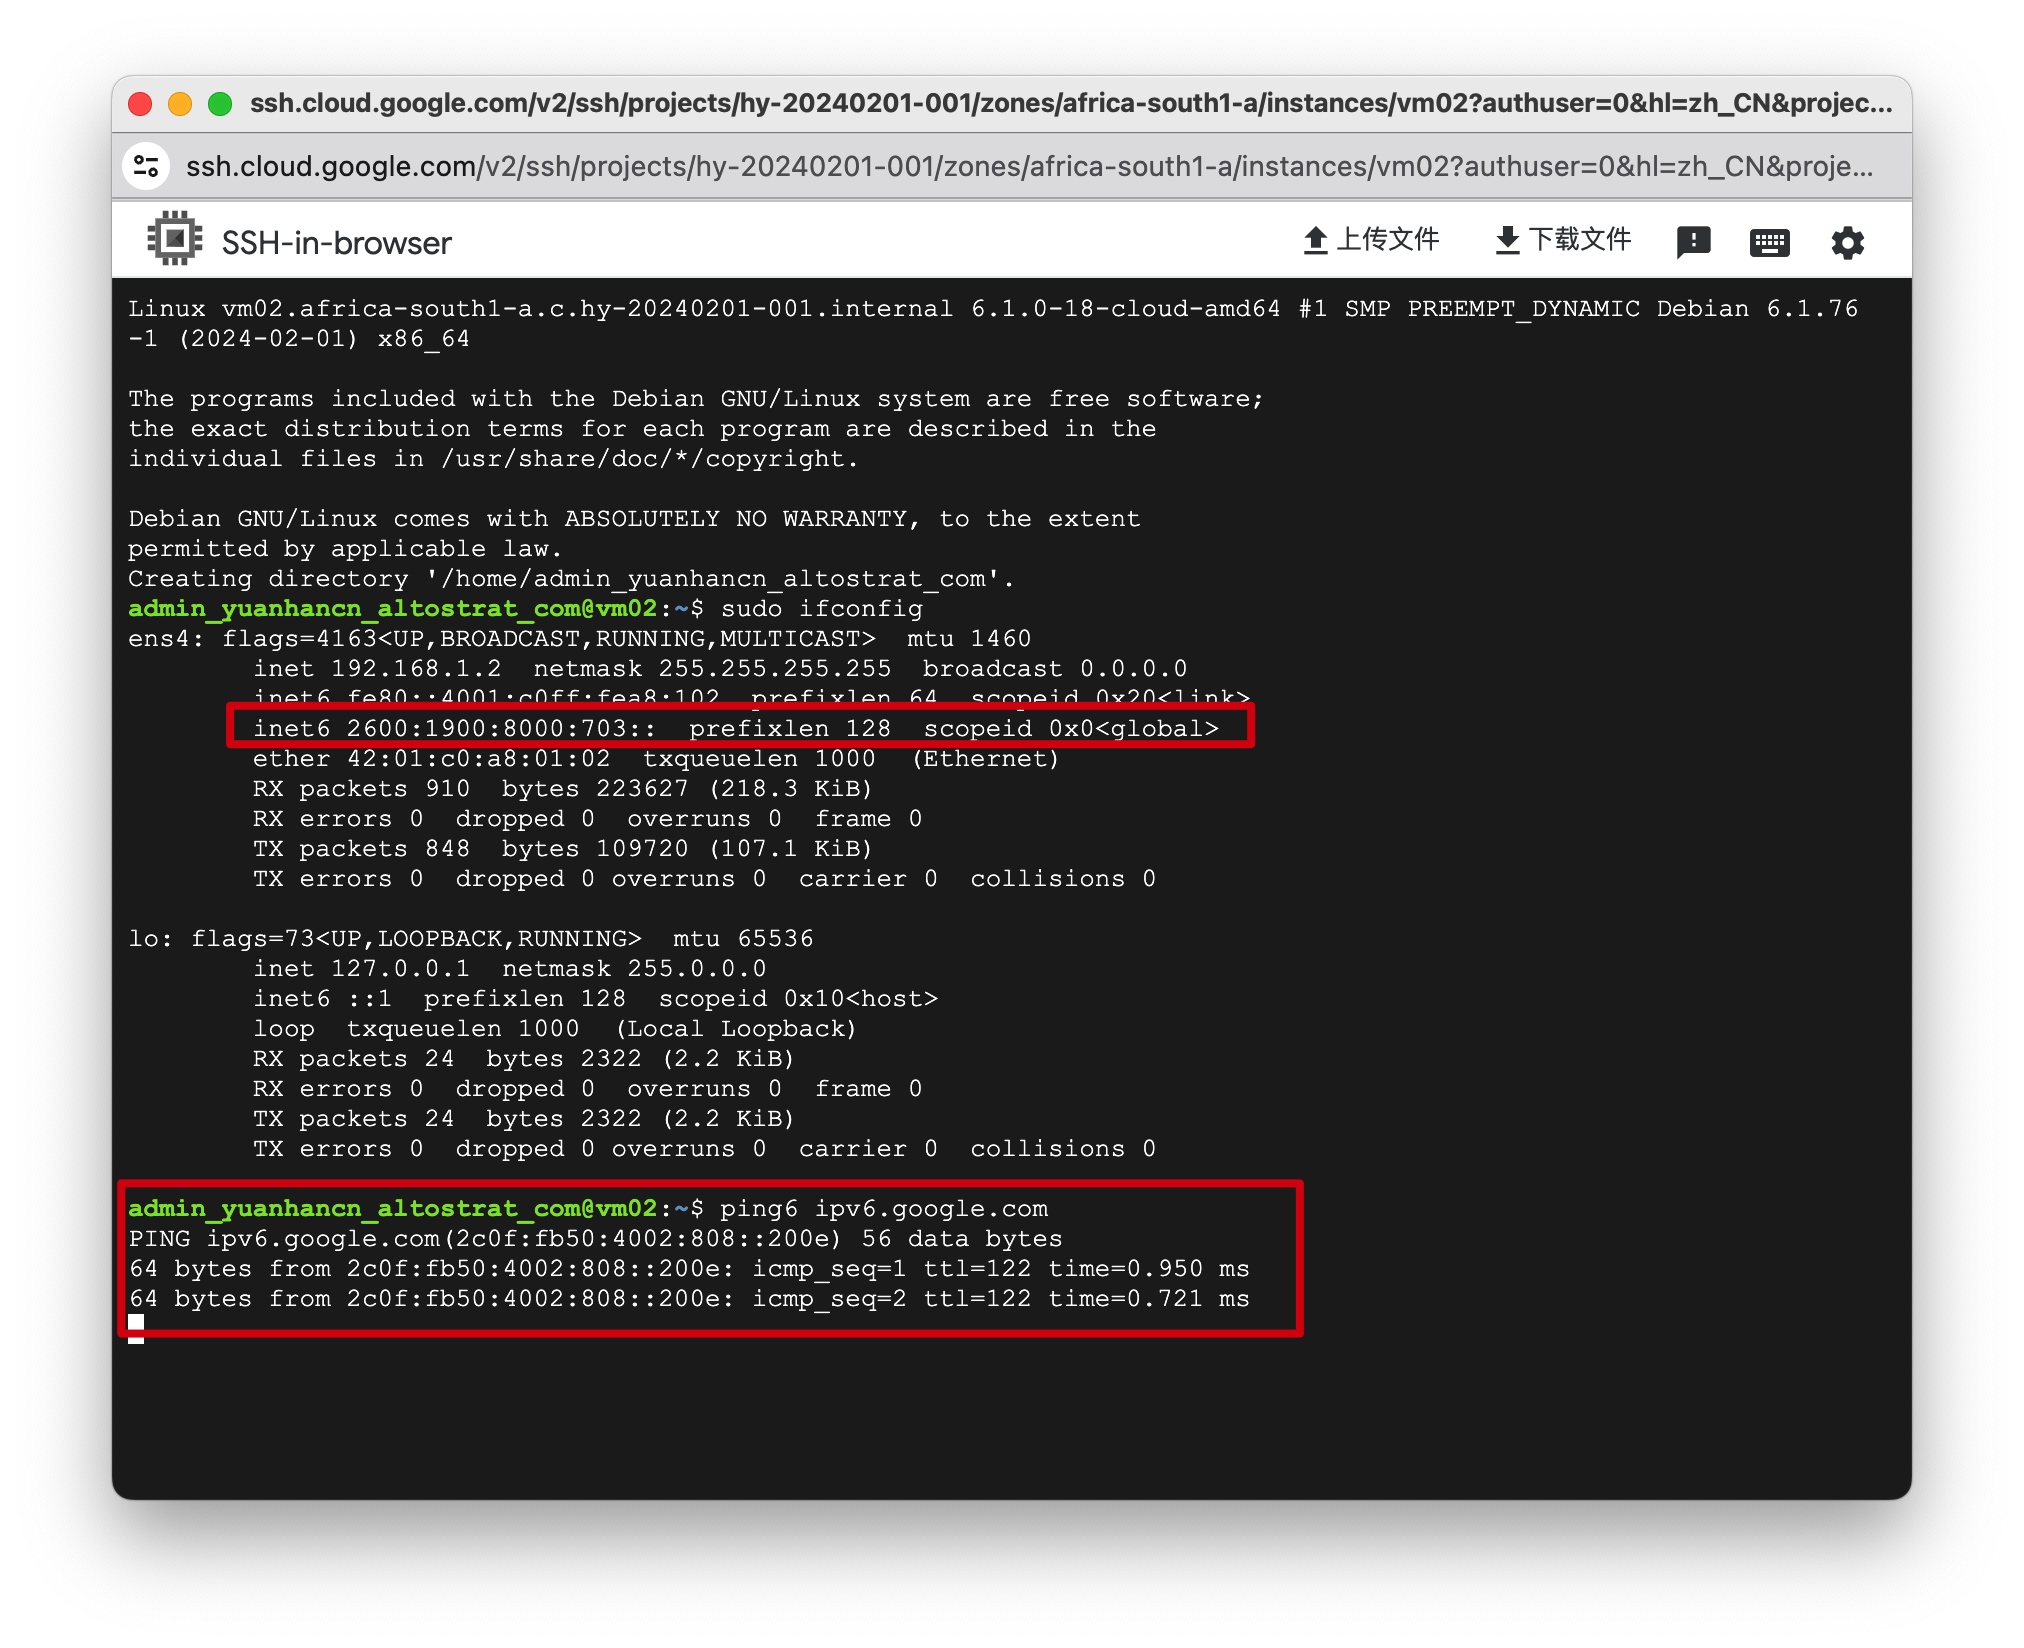 ssh.cloud.google.com/v2/ssh/projects/hy-20240201-001/zones/africa-south1-a/instances/vm02?authuser=0&hl=zh_CN&projec...
ssh.cloud.google.com/v2/ssh/projects/hy-20240201-001/zones/africa-south1-a/instances/vm02?authuser=0&hl=zh_CN&proje...
SSH-in-browser 上传文件 下载文件
Linux vm02.africa-south1-a.c.hy-20240201-001.internal 6.1.0-18-cloud-amd64 #1 SMP PREEMPT_DYNAMIC Debian 6.1.76
-1 (2024-02-01) x86_64
The programs included with the Debian GNU/Linux system are free software;
the exact distribution terms for each program are described in the
individual files in /usr/share/doc/*/copyright.
Debian GNU/Linux comes with ABSOLUTELY NO WARRANTY, to the extent
permitted by applicable law.
Creating directory '/home/admin_yuanhancn_altostrat_com'.
admin_yuanhancn_altostrat_com@vm02:~$ sudo ifconfig
ens4: flags=4163<UP,BROADCAST,RUNNING,MULTICAST>  mtu 1460
inet 192.168.1.2  netmask 255.255.255.255  broadcast 0.0.0.0
inet6 fe80::4001:c0ff:fea8:102  prefixlen 64  scopeid 0x20<link>
inet6 2600:1900:8000:703::  prefixlen 128  scopeid 0x0<global>
ether 42:01:c0:a8:01:02  txqueuelen 1000  (Ethernet)
RX packets 910  bytes 223627 (218.3 KiB)
RX errors 0  dropped 0  overruns 0  frame 0
TX packets 848  bytes 109720 (107.1 KiB)
TX errors 0  dropped 0 overruns 0  carrier 0  collisions 0
lo: flags=73<UP,LOOPBACK,RUNNING>  mtu 65536
inet 127.0.0.1  netmask 255.0.0.0
inet6 ::1  prefixlen 128  scopeid 0x10<host>
loop  txqueuelen 1000  (Local Loopback)
RX packets 24  bytes 2322 (2.2 KiB)
RX errors 0  dropped 0  overruns 0  frame 0
TX packets 24  bytes 2322 (2.2 KiB)
TX errors 0  dropped 0 overruns 0  carrier 0  collisions 0
admin_yuanhancn_altostrat_com@vm02:~$ ping6 ipv6.google.com
PING ipv6.google.com(2c0f:fb50:4002:808::200e) 56 data bytes
64 bytes from 2c0f:fb50:4002:808::200e: icmp_seq=1 ttl=122 time=0.950 ms
64 bytes from 2c0f:fb50:4002:808::200e: icmp_seq=2 ttl=122 time=0.721 ms